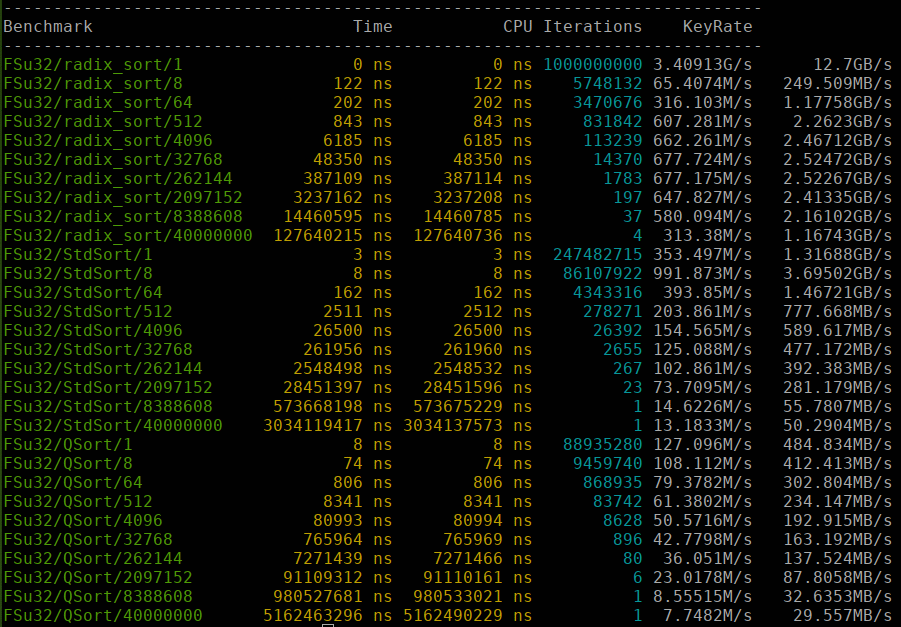 Benchmark Time CPU Iterations KeyRate
FSu32/radix_sort/1 0 ns 0 ns 1000000000 3.40913G/s 12.7GB/s
FSu32/radix_sort/8 122 ns 122 ns 5748132 65.4074M/s 249.509MB/s
FSu32/radix_sort/64 202 ns 202 ns 3470676 316.103M/s 1.17758GB/s
FSu32/radix_sort/512 843 ns 843 ns 831842 607.281M/s 2.2623GB/s
FSu32/radix_sort/4096 6185 ns 6185 ns 113239 662.261M/s 2.46712GB/s
FSu32/radix_sort/32768 48350 ns 48350 ns 14370 677.724M/s 2.52472GB/s
FSu32/radix_sort/262144 387109 ns 387114 ns 1783 677.175M/s 2.52267GB/s
FSu32/radix_sort/2097152 3237162 ns 3237208 ns 197 647.827M/s 2.41335GB/s
FSu32/radix_sort/8388608 14460595 ns 14460785 ns 37 580.094M/s 2.16102GB/s
FSu32/radix_sort/40000000 127640215 ns 127640736 ns 4 313.38M/s 1.16743GB/s
FSu32/StdSort/1 3 ns 3 ns 247482715 353.497M/s 1.31688GB/s
FSu32/StdSort/8 8 ns 8 ns 86107922 991.873M/s 3.69502GB/s
FSu32/StdSort/64 162 ns 162 ns 4343316 393.85M/s 1.46721GB/s
FSu32/StdSort/512 2511 ns 2512 ns 278271 203.861M/s 777.668MB/s
FSu32/StdSort/4096 26500 ns 26500 ns 26392 154.565M/s 589.617MB/s
FSu32/StdSort/32768 261956 ns 261960 ns 2655 125.088M/s 477.172MB/s
FSu32/StdSort/262144 2548498 ns 2548532 ns 267 102.861M/s 392.383MB/s
FSu32/StdSort/2097152 28451397 ns 28451596 ns 23 73.7095M/s 281.179MB/s
FSu32/StdSort/8388608 573668198 ns 573675229 ns 1 14.6226M/s 55.7807MB/s
FSu32/StdSort/40000000 3034119417 ns 3034137573 ns 1 13.1833M/s 50.2904MB/s
FSu32/QSort/1 8 ns 8 ns 88935280 127.096M/s 484.834MB/s
FSu32/QSort/8 74 ns 74 ns 9459740 108.112M/s 412.413MB/s
FSu32/QSort/64 806 ns 806 ns 868935 79.3782M/s 302.804MB/s
FSu32/QSort/512 8341 ns 8341 ns 83742 61.3802M/s 234.147MB/s
FSu32/QSort/4096 80993 ns 80994 ns 8628 50.5716M/s 192.915MB/s
FSu32/QSort/32768 765964 ns 765969 ns 896 42.7798M/s 163.192MB/s
FSu32/QSort/262144 7271439 ns 7271466 ns 80 36.051M/s 137.524MB/s
FSu32/QSort/2097152 91109312 ns 91110161 ns 6 23.0178M/s 87.8058MB/s
FSu32/QSort/8388608 980527681 ns 980533021 ns 1 8.55515M/s 32.6353MB/s
FSu32/QSort/40000000 5162463296 ns 5162490229 ns 1 7.7482M/s 29.557MB/s